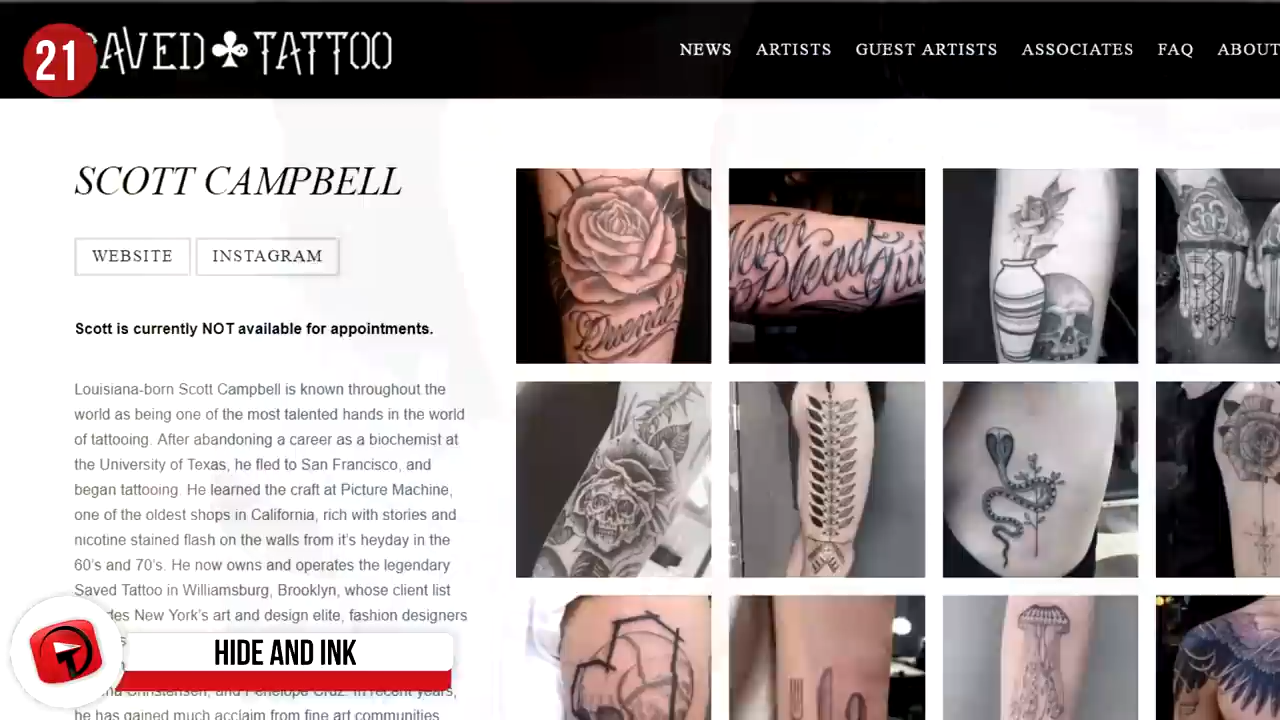 21
SAVED TATTOO
NEWS ARTISTS GUEST ARTISTS ASSOCIATES FAQ ABOUT
SCOTT CAMPBELL
WEBSITE INSTAGRAM
Scott is currently NOT available for appointments.
Louisiana-born Scott Campbell is known throughout the
world as being one of the most talented hands in the world
of tattooing. After abandoning a career as a biochemist at
the University of Texas, he fled to San Francisco, and
began tattooing. He learned the craft at Picture Machine,
one of the oldest shops in California, rich with stories and
nicotine stained flash on the walls from it's heyday in the
60's and 70's. He now owns and operates the legendary
Saved Tattoo in Williamsburg, Brooklyn, whose client list
New York's art and design elite, fashion designers
HIDE AND INK
Christensen, and Penelope Cruz. In recent years,
he has gained much acclaim from fine art communities
Never
Plead
Duende